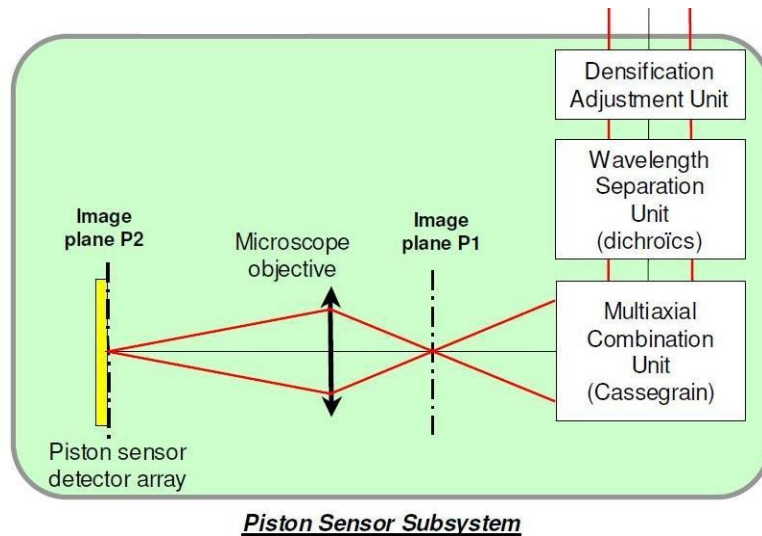 Densification
Adjustment Unit
Wavelength
Separation
Unit
(dichroïcs)
Image
plane P2
Microscope
objective
Image
plane P1
Multiaxial
Combination
Unit
(Cassegrain)
Piston sensor
detector array
Piston Sensor Subsystem